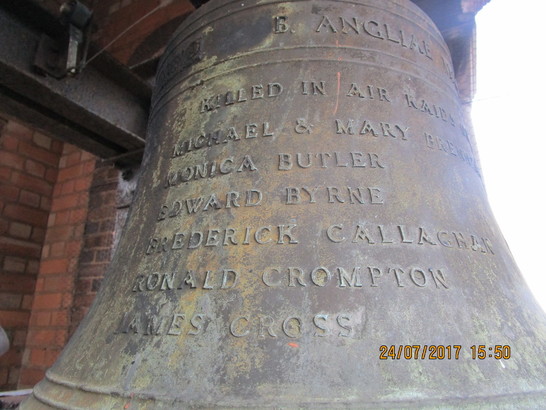 B. ANGLIAE
KILLED IN AIR RAIDS
MICHAEL & MARY
MONICA BUTLER
EDWARD BYRNE
FREDERICK CALLAGHAN
RONALD CROMPTON
JAMES CROSS
24/07/2017 15:50